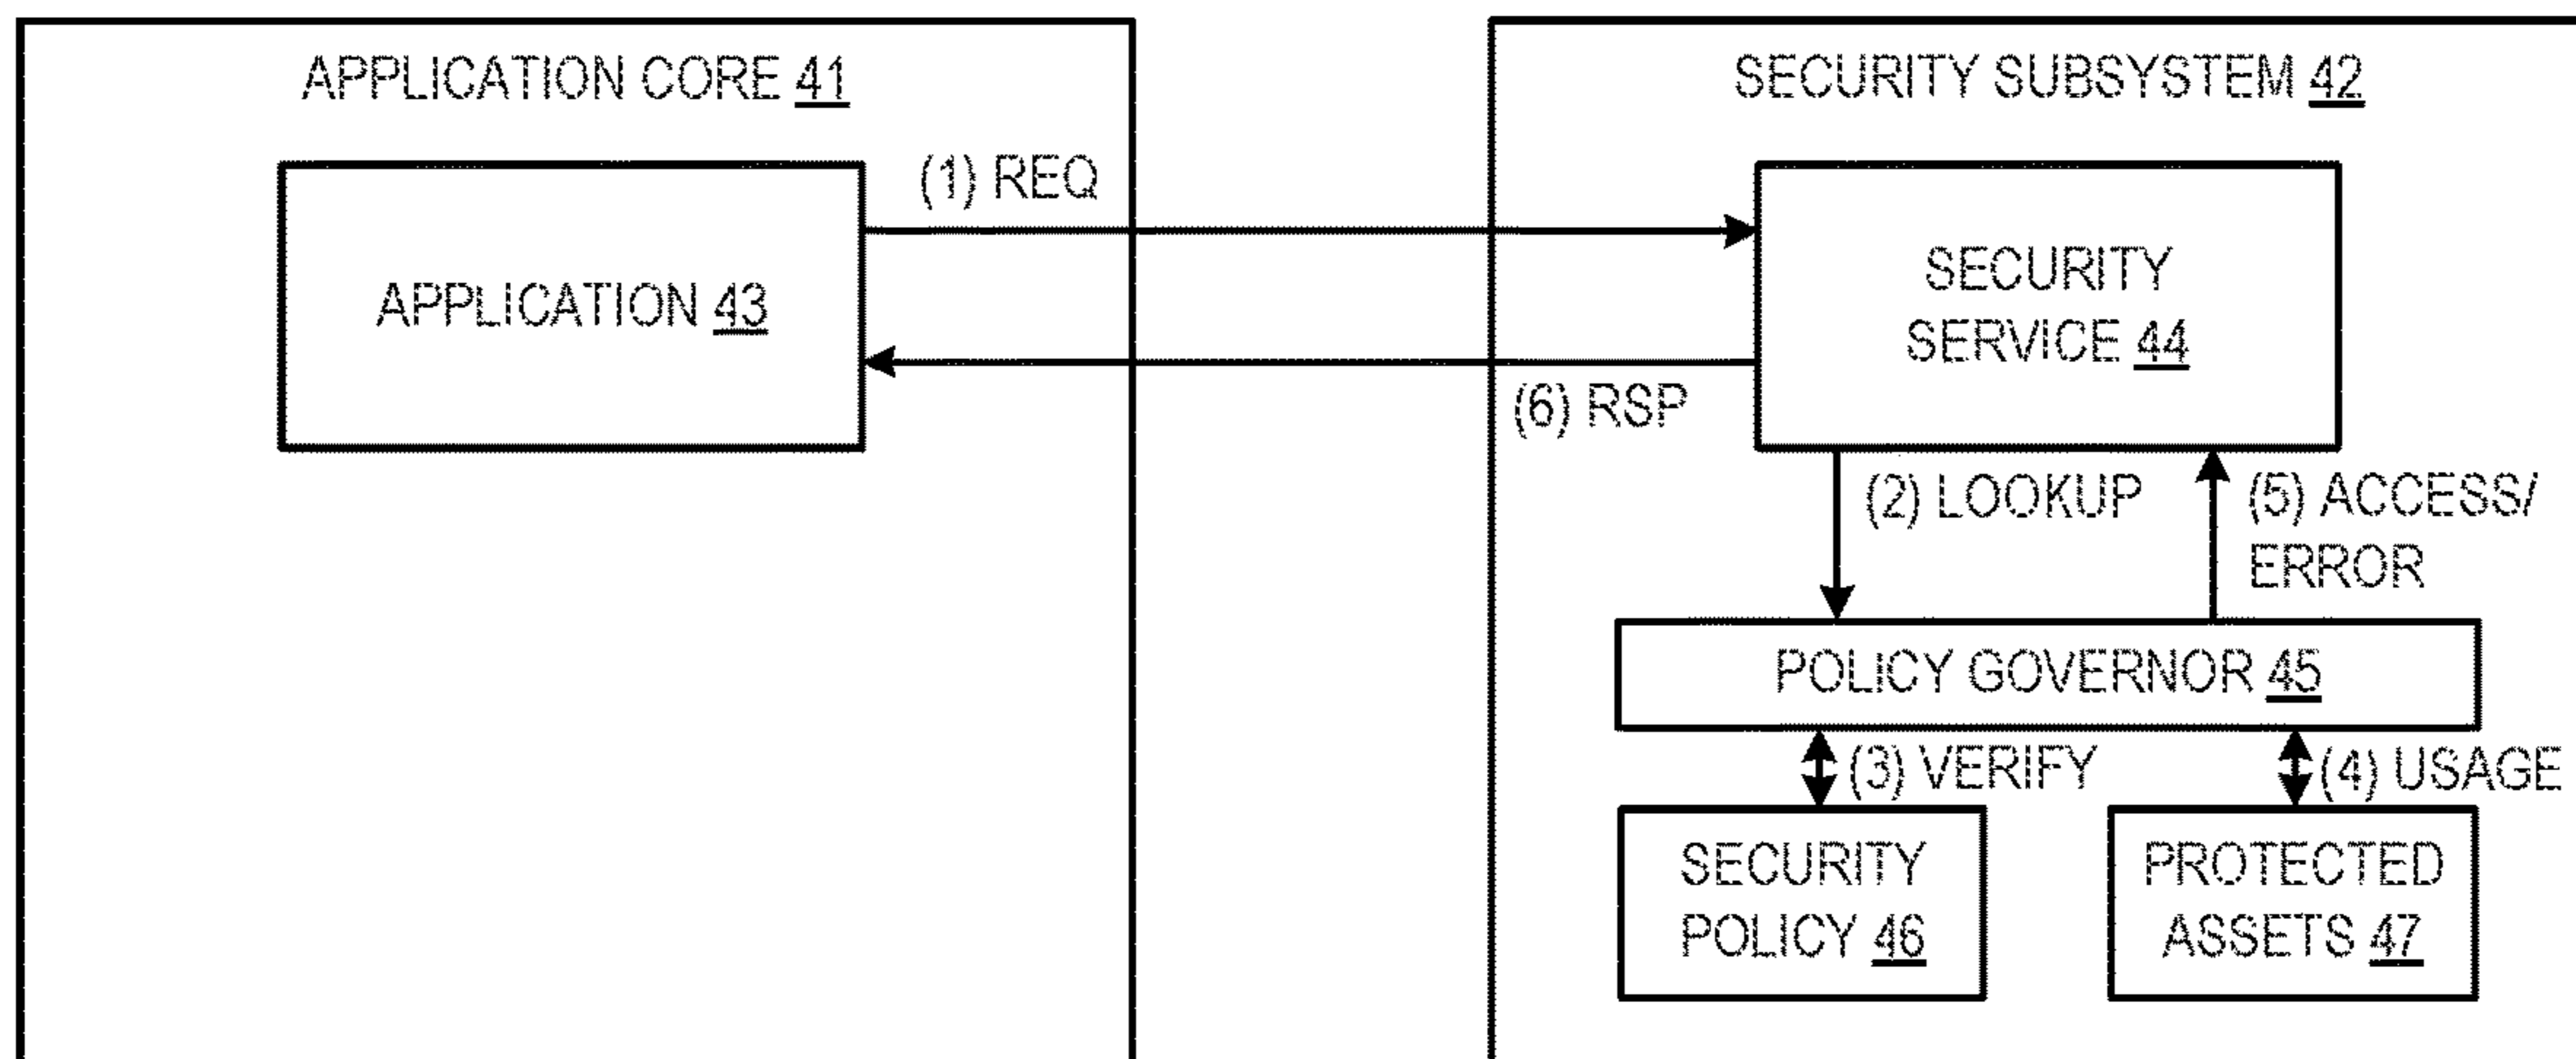 APPLICATION CORE 41
SECURITY SUBSYSTEM 42
(1) REQ
APPLICATION 43
SECURITY
SERVICE 44
(6) RSP
(2) LOOKUP
(5) ACCESS/
ERROR
POLICY GOVERNOR 45
(3) VERIFY
(4) USAGE
SECURITY
POLICY 46
PROTECTED
ASSETS 47